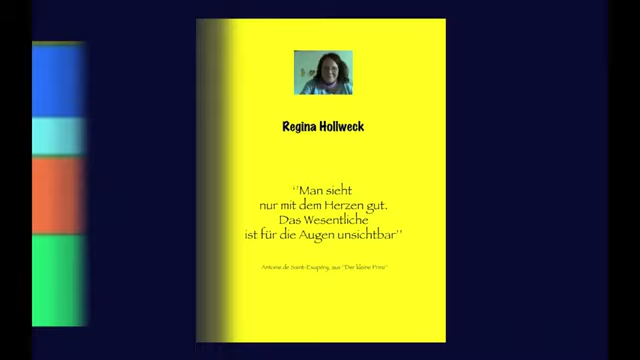 Regina Hollweck
''Man sieht
nur mit dem Herzen gut.
Das Wesentliche
ist für die Augen unsichtbar''
Antoine de Saint-Exupéry, aus "Der kleine Prinz"